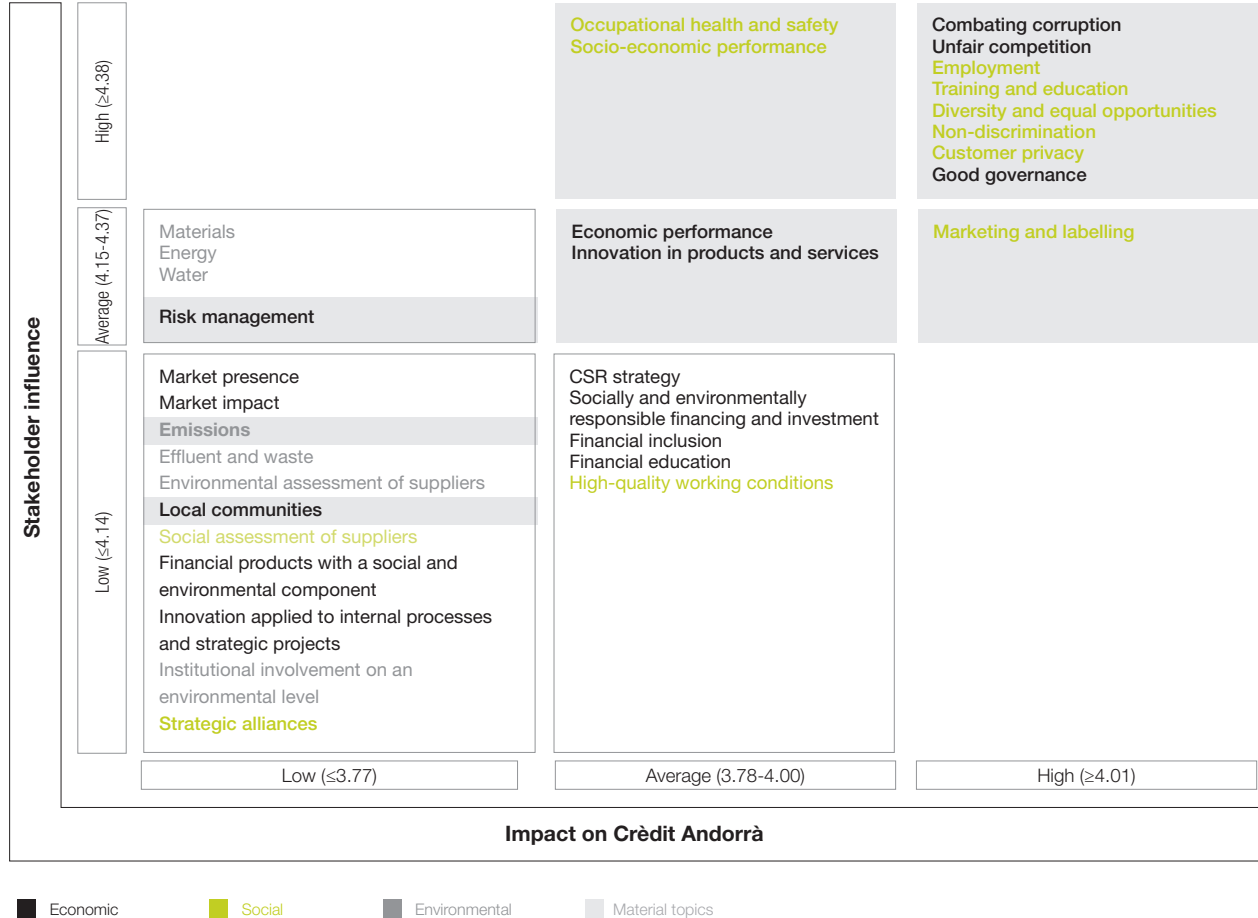 Stakeholder influence
High (≥4.38)
Occupational health and safety
Socio-economic performance
Combating corruption
Unfair competition
Employment
Training and education
Diversity and equal opportunities
Non-discrimination
Customer privacy
Good governance
Average (4.15-4.37)
Materials
Energy
Water
Risk management
Economic performance
Innovation in products and services
Marketing and labelling
Low (≤4.14)
Market presence
Market impact
Emissions
Effluent and waste
Environmental assessment of suppliers
Local communities
Social assessment of suppliers
Financial products with a social and
environmental component
Innovation applied to internal processes
and strategic projects
Institutional involvement on an
environmental level
Strategic alliances
CSR strategy
Socially and environmentally
responsible financing and investment
Financial inclusion
Financial education
High-quality working conditions
Low (≤3.77)
Average (3.78-4.00)
High (≥4.01)
Impact on Crèdit Andorrà
Economic
Social
Environmental
Material topics